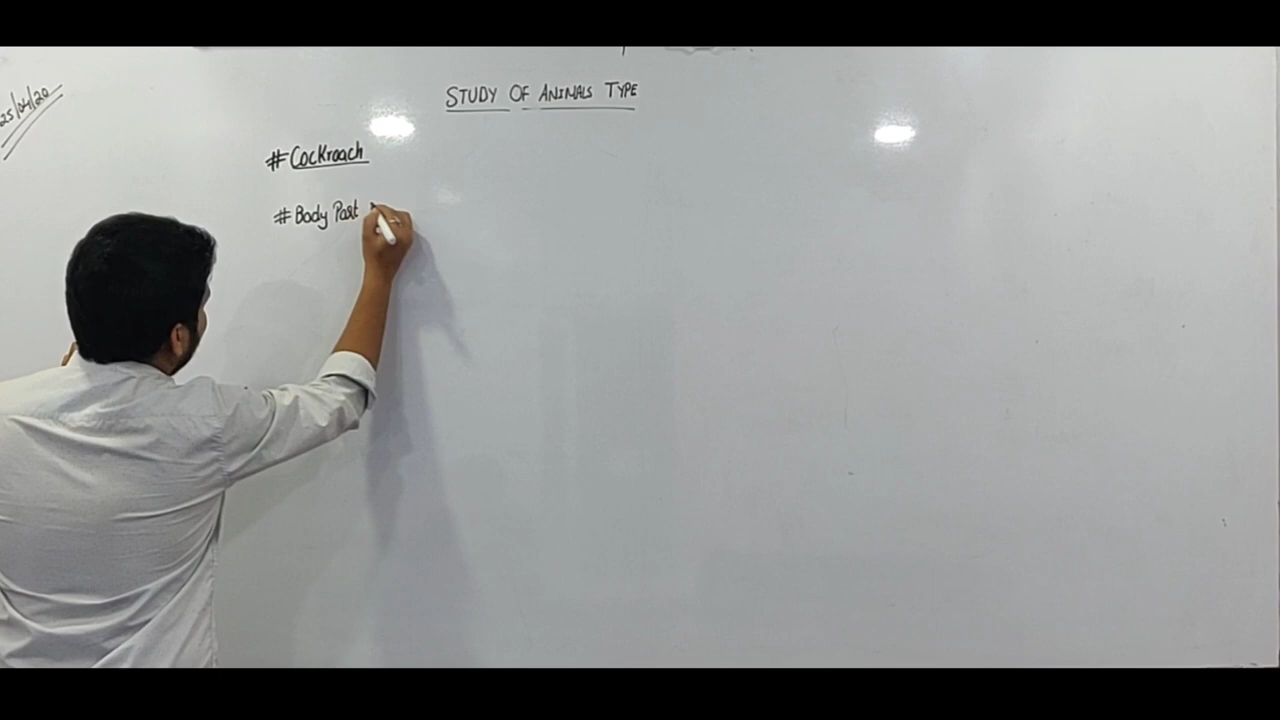 25/04/20
STUDY OF ANIMALS TYPE
# Cockroach
# Body Part